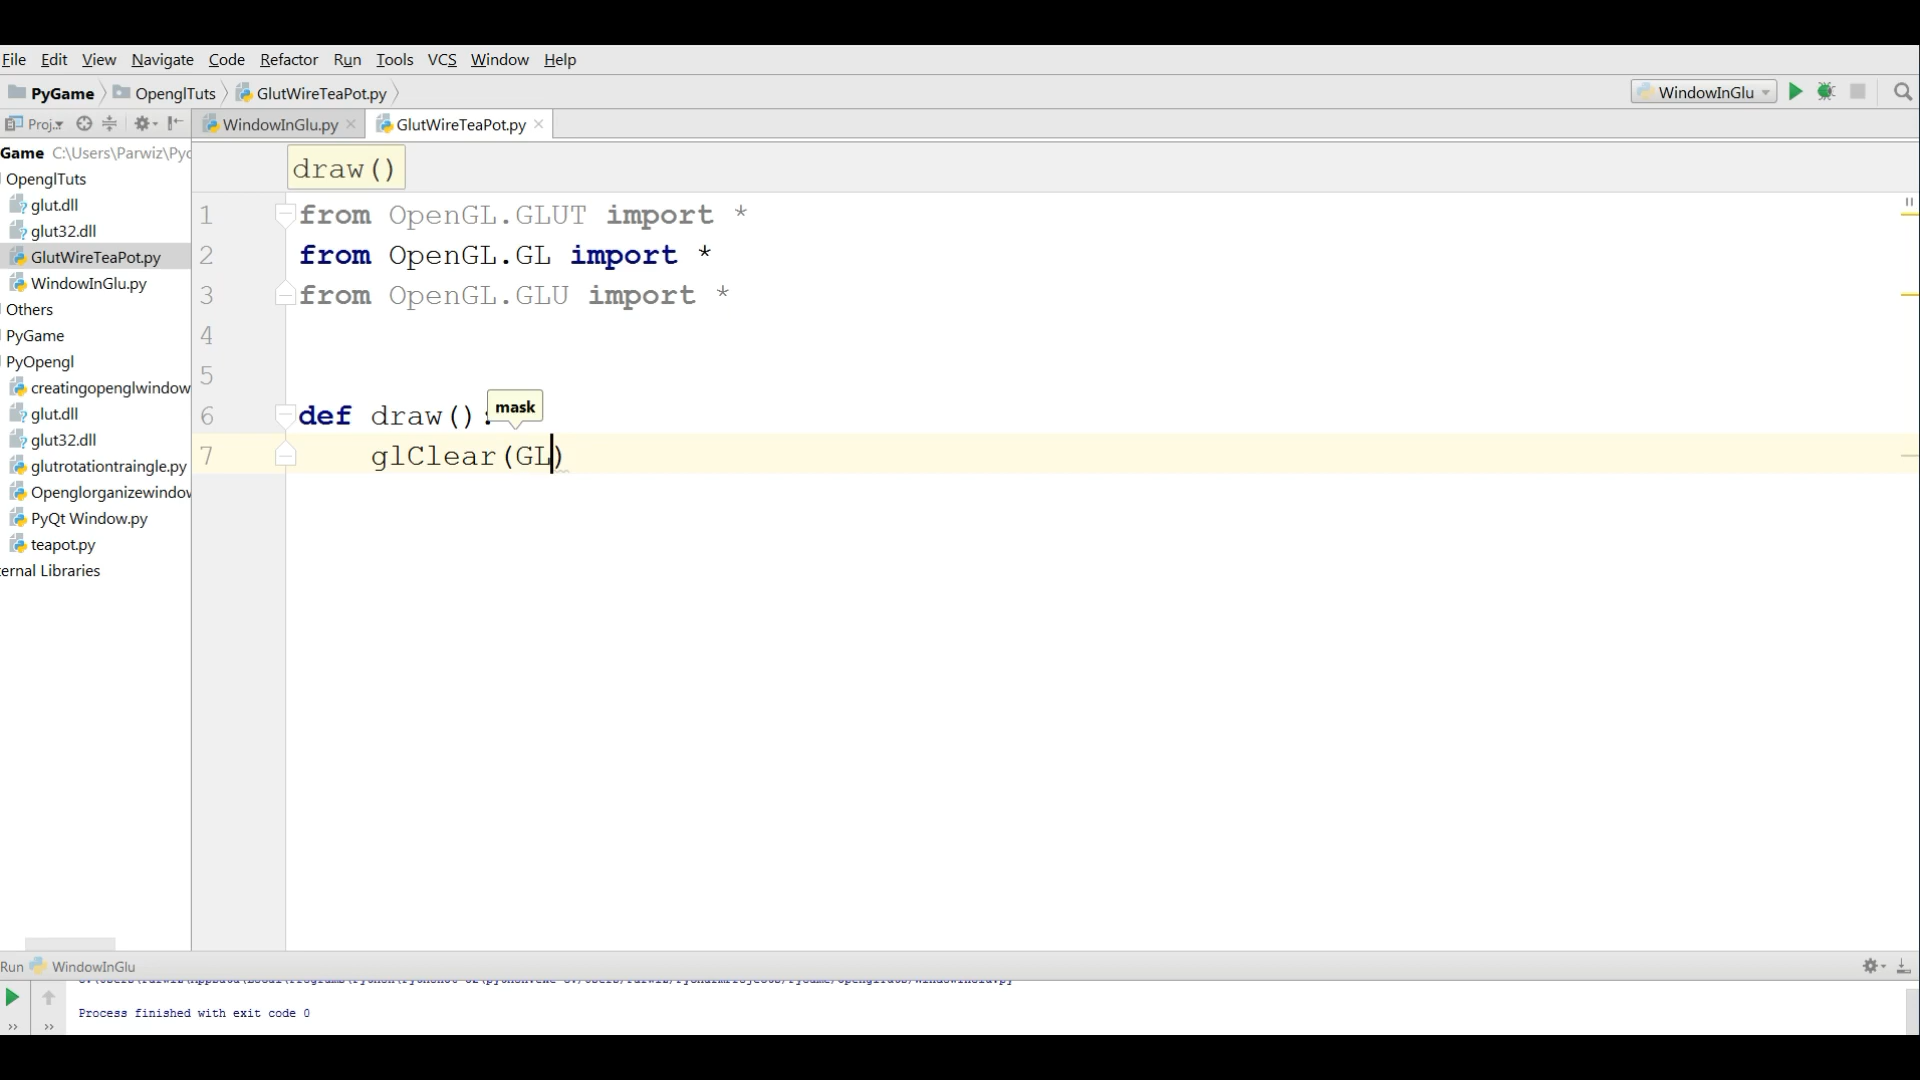 File Edit View Navigate Code Refactor Run Tools VCS Window Help
PyGame OpenglTuts GlutWireTeaPot.py WindowInGlu
Proj.. WindowInGlu.py GlutWireTeaPot.py
Game C:\Users\Parwiz\Pyc
draw()
OpenglTuts
glut.dll
glut32.dll
GlutWireTeaPot.py
WindowInGlu.py
Others
PyGame
PyOpengl
creatingopenglwindow
glut.dll
glut32.dll
glutrotationtraingle.py
Openglorganizewindov
PyQt Window.py
teapot.py
ernal Libraries
1 from OpenGL.GLUT import *
2 from OpenGL.GL import *
3 from OpenGL.GLU import *
4
5
6 def draw():
mask
7 glClear(GL)
Run WindowInGlu
Process finished with exit code 0